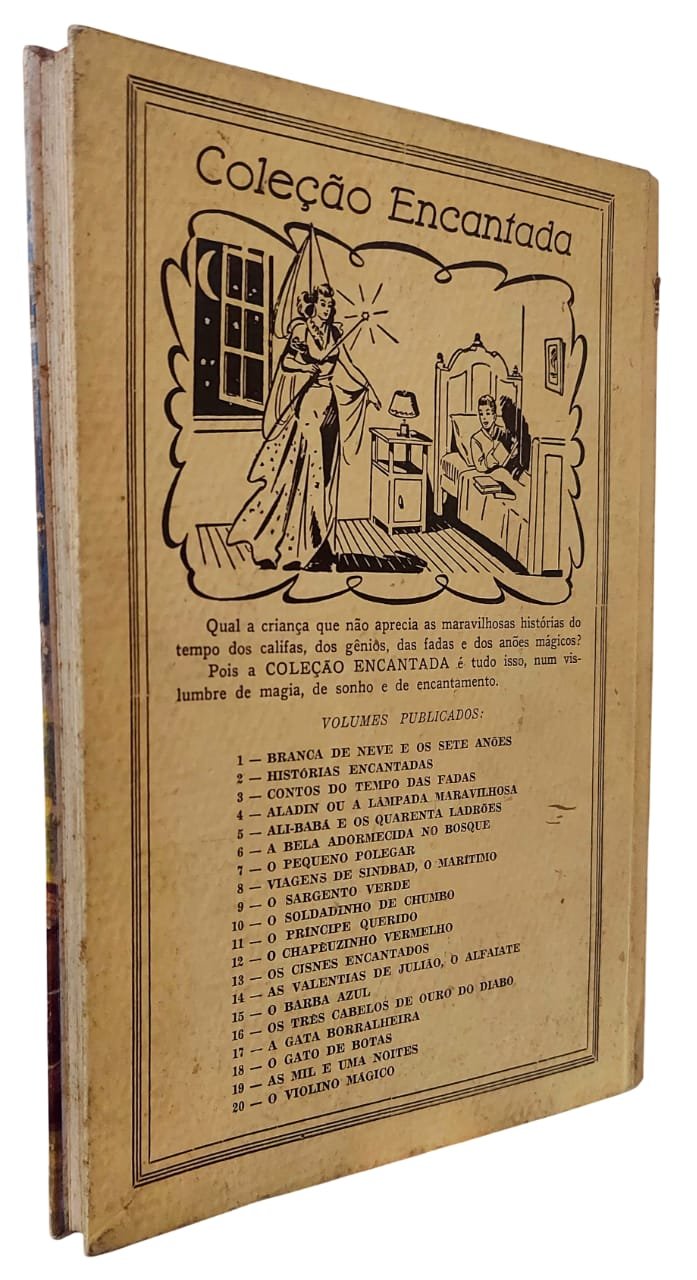 Coleção Encantada
Qual a criança que não aprecia as maravilhosas histórias do
tempo dos califas, dos gêniôs, das fadas e dos anões mágicos?
Pois a COLEÇÃO ENCANTADA é tudo isso, num vis-
lumbre de magia, de sonho e de encantamento.
VOLUMES PUBLICADOS:
1 — BRANCA DE NEVE E OS SETE ANÕES
2 — HISTÓRIAS ENCANTADAS
3 — CONTOS DO TEMPO DAS FADAS
4 — ALADIN OU A LÂMPADA MARAVILHOSA
5 — ALI-BABÁ E OS QUARENTA LADRÕES
6 — A BELA ADORMECIDA NO BOSQUE
7 — O PEQUENO POLEGAR
8 — VIAGENS DE SINDBAD, O MARÍTIMO
9 — O SARGENTO VERDE
10 — O SOLDADINHO DE CHUMBO
11 — O PRÍNCIPE QUERIDO
12 — O CHAPÈUZINHO VERMELHO
13 — OS CISNES ENCANTADOS
14 — AS VALENTIAS DE JULIÃO, O ALFAIATE
15 — O BARBA AZUL
16 — OS TRÊS CABELOS DE OURO DO DIABO
17 — A GATA BORRALHEIRA
18 — O GATO DE BOTAS
19 — AS MIL E UMA NOITES
20 — O VIOLINO MÁGICO